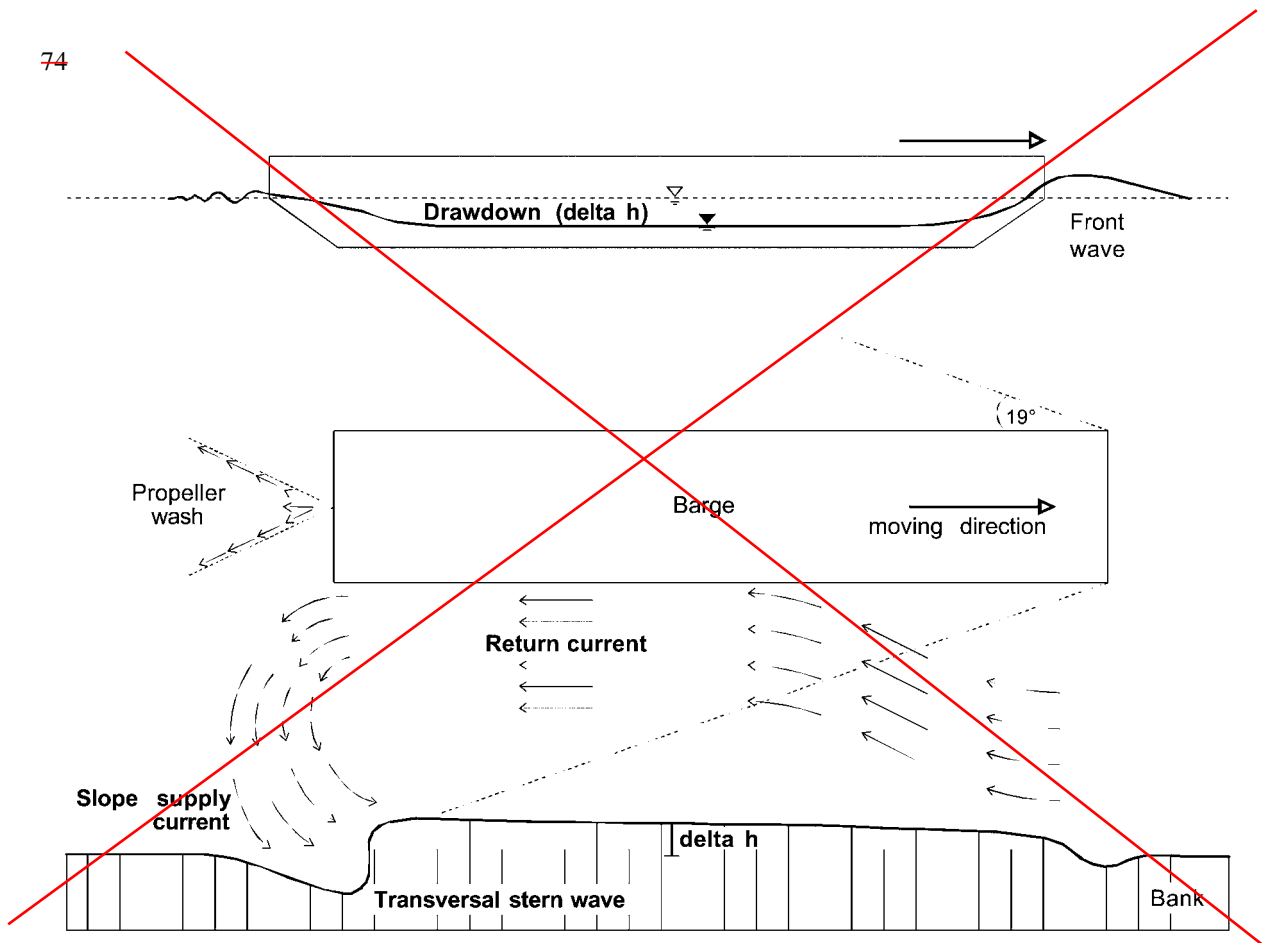 74
Drawdown (delta h)
Front
wave
19°
Propeller
wash
Barge
moving direction
Return current
Slope supply
current
delta h
Transversal stern wave
Bank